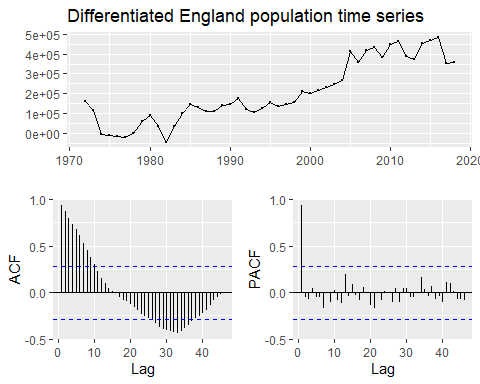 Differentiated England population time series
5e+05
4e+05
3e+05
2e+05
1e+05
0e+00
1970 1980 1990 2000 2010 2020
1.0
0.5
0.0
-0.5
ACF
0 10 20 30 40
Lag
1.0
0.5
0.0
-0.5
PACF
0 10 20 30 40
Lag